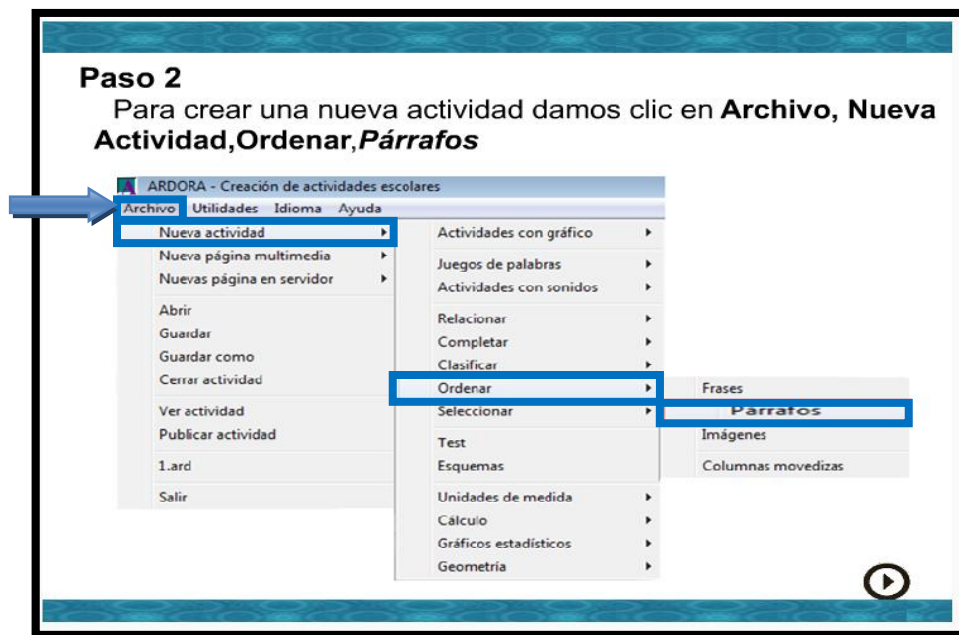 Paso 2
Para crear una nueva actividad damos clic en Archivo, Nueva
Actividad,Ordenar,Párrafos
ARDORA - Creación de actividades escolares
Archivo Utilidades Idioma Ayuda
Nueva actividad
Nueva página multimedia
Nuevas página en servidor
Abrir
Guardar
Guardar como
Cerrar actividad
Ver actividad
Publicar actividad
1.ard
Salir
Actividades con gráfico
Juegos de palabras
Actividades con sonidos
Relacionar
Completar
Clasificar
Ordenar
Seleccionar
Test
Esquemas
Unidades de medida
Cálculo
Gráficos estadísticos
Geometría
Frases
Párrafos
Imágenes
Columnas movedizas